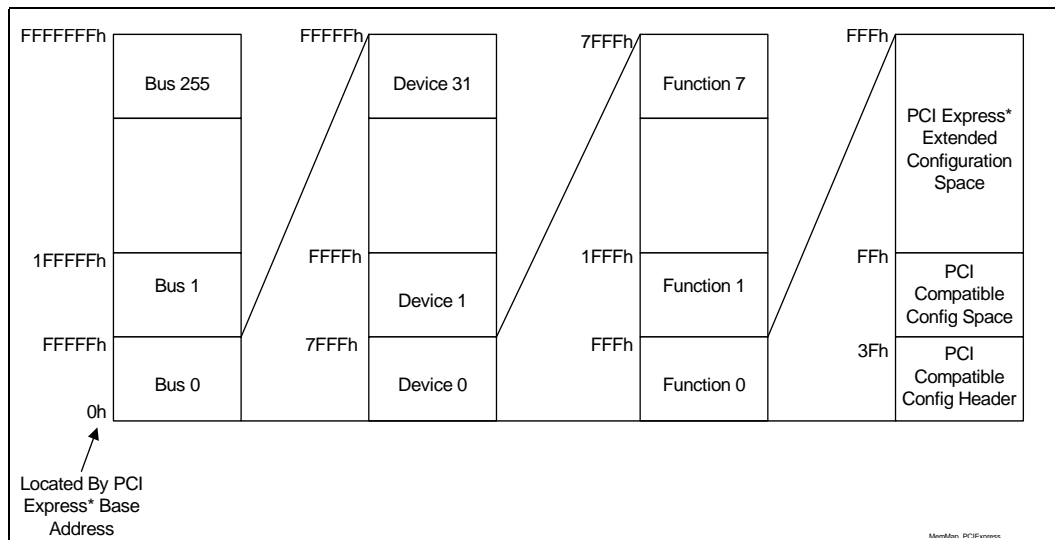 FFFFFFFh
FFFFFh
7FFFh
FFFh
Bus 255
Device 31
Function 7
PCI Express*
Extended
Configuration
Space
1FFFFFh
FFFFh
1FFFh
FFh
Bus 1
Device 1
Function 1
PCI
Compatible
Config Space
FFFFFh
7FFFh
FFFh
3Fh
Bus 0
Device 0
Function 0
PCI
Compatible
Config Header
0h
Located By PCI
Express* Base
Address
MemMap_PCIExpress